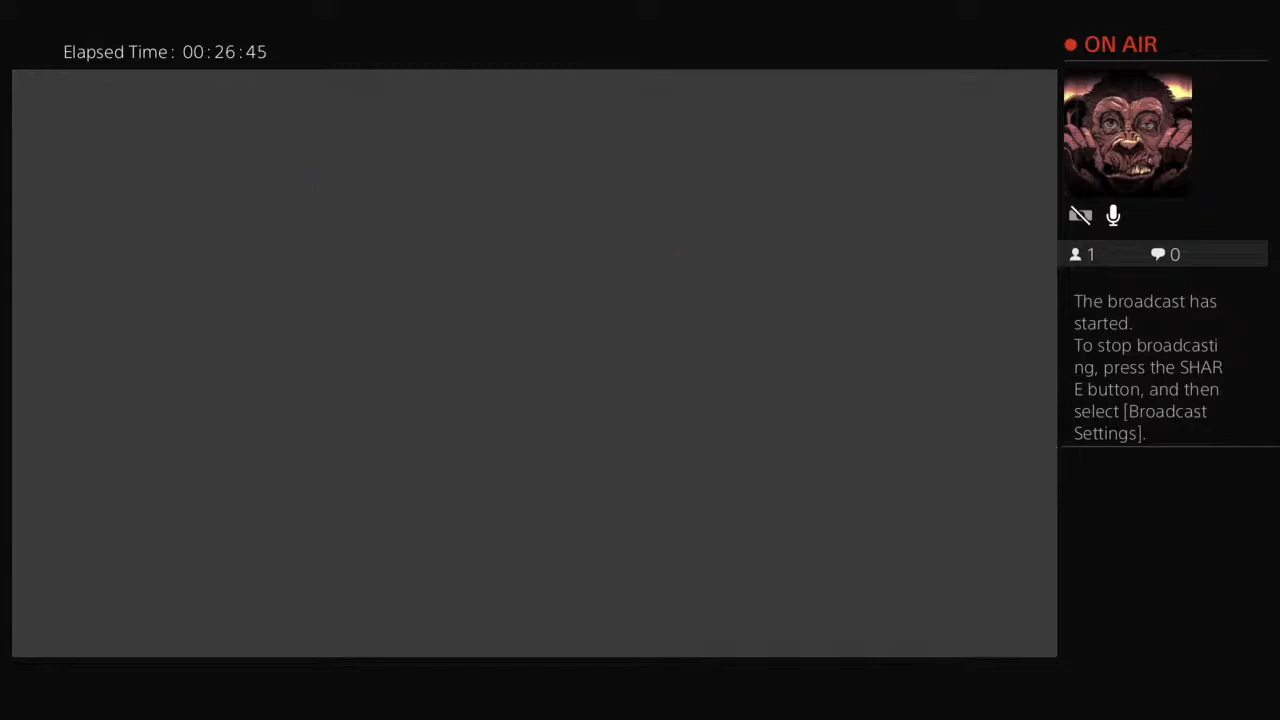 Elapsed Time: 00:26:45
ON AIR
1 0
The broadcast has
started.
To stop broadcasti
ng, press the SHAR
E button, and then
select [Broadcast
Settings].